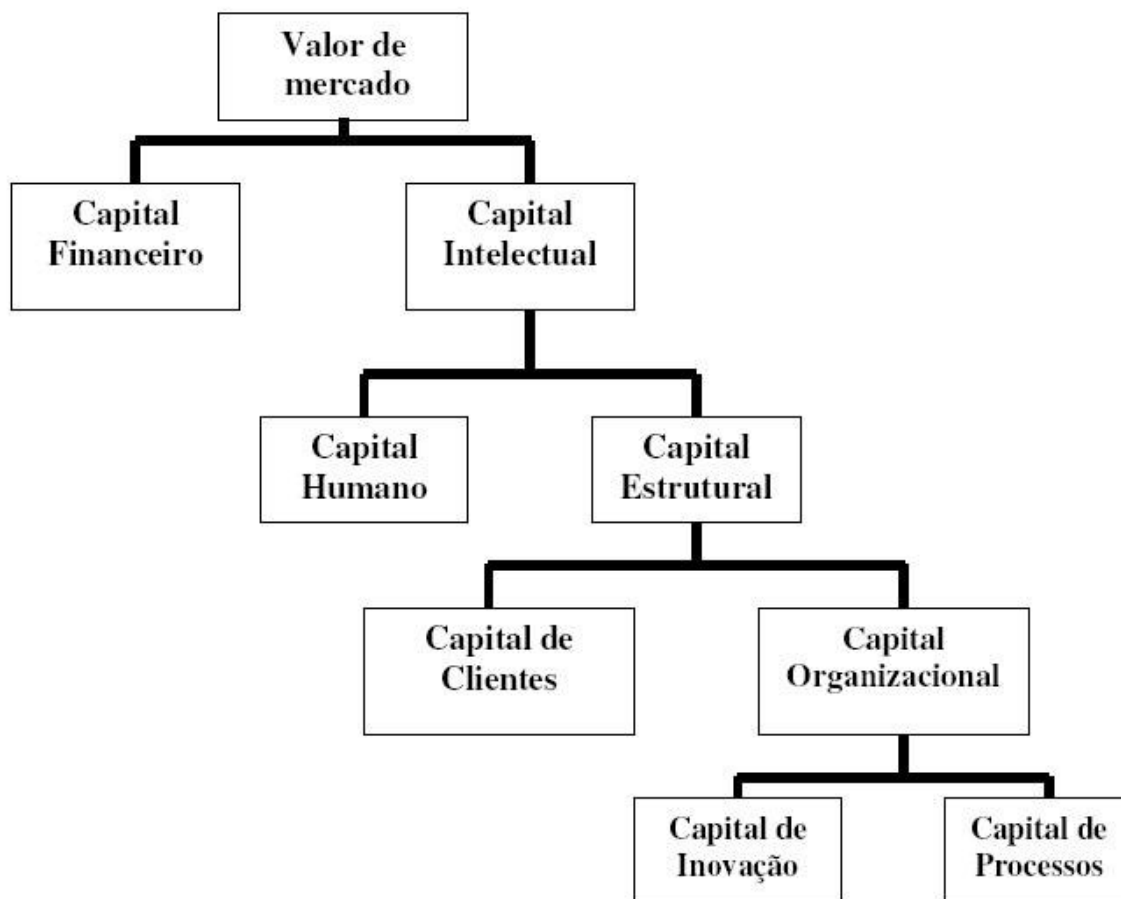 Valor de
mercado
Capital
Financeiro
Capital
Intelectual
Capital
Humano
Capital
Estrutural
Capital de
Clientes
Capital
Organizacional
Capital de
Inovação
Capital de
Processos